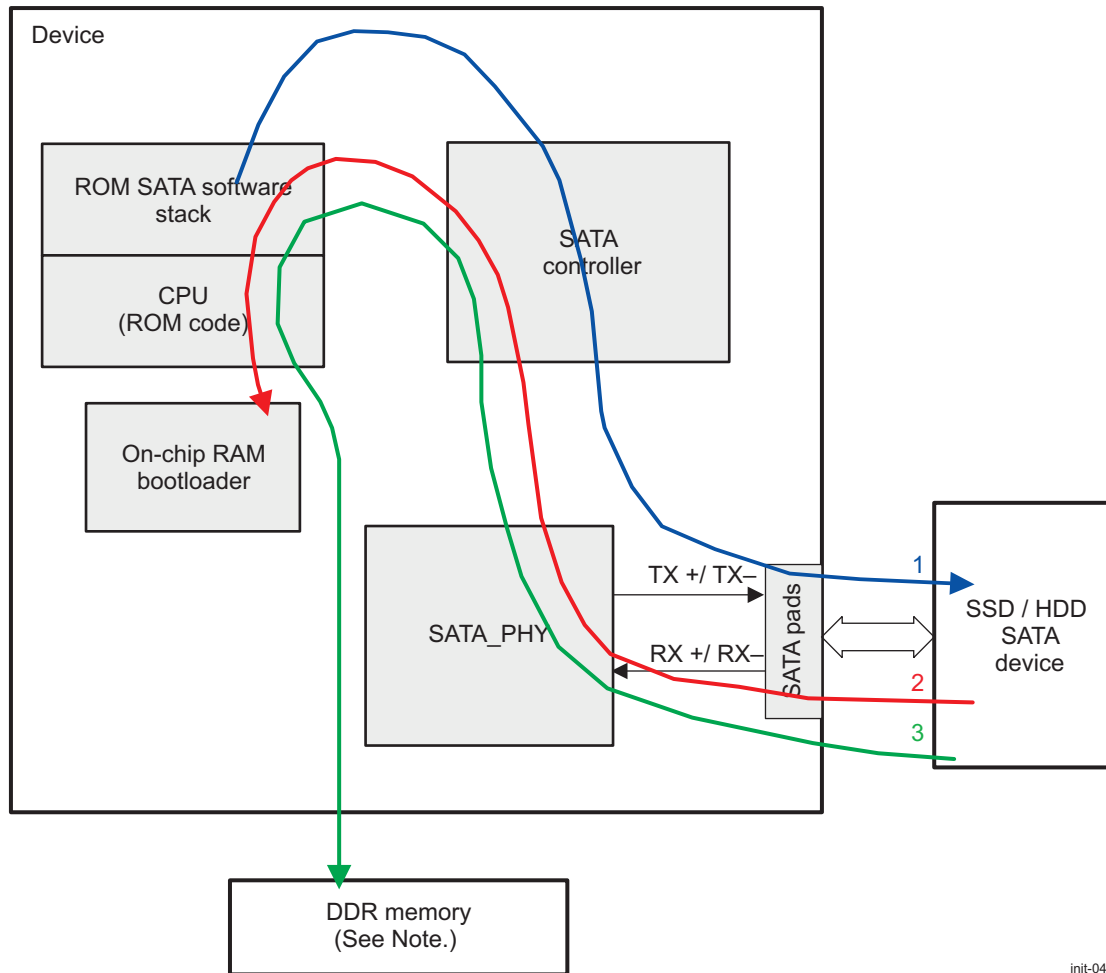 Device
ROM SATA software
stack
SATA
controller
CPU
(ROM code)
On-chip RAM
bootloader
SATA_PHY
TX +/ TX–
RX +/ RX–
SATA pads
1
2
3
SSD / HDD
SATA
device
DDR memory
(See Note.)
init-04